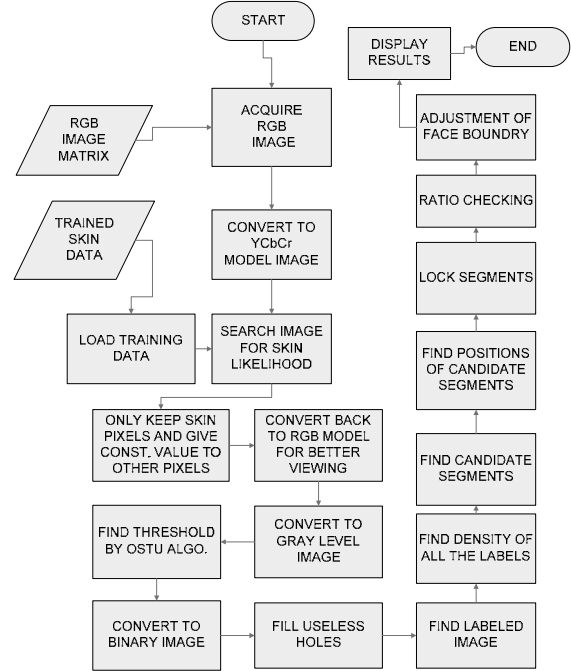 START
RGB
IMAGE
MATRIX
ACQUIRE
RGB
IMAGE
TRAINED
SKIN
DATA
CONVERT TO
YCbCr
MODEL IMAGE
LOAD TRAINING
DATA
SEARCH IMAGE
FOR SKIN
LIKELIHOOD
ONLY KEEP SKIN
PIXELS AND GIVE
CONST. VALUE TO
OTHER PIXELS
CONVERT BACK
TO RGB MODEL
FOR BETTER
VIEWING
CONVERT TO
GRAY LEVEL
IMAGE
FIND THRESHOLD
BY OSTU ALGO.
CONVERT TO
BINARY IMAGE
FILL USELESS
HOLES
FIND LABELED
IMAGE
FIND DENSITY OF
ALL THE LABELS
FIND CANDIDATE
SEGMENTS
FIND POSITIONS
OF CANDIDATE
SEGMENTS
LOCK SEGMENTS
RATIO CHECKING
ADJUSTMENT OF
FACE BOUNDRY
DISPLAY
RESULTS
END